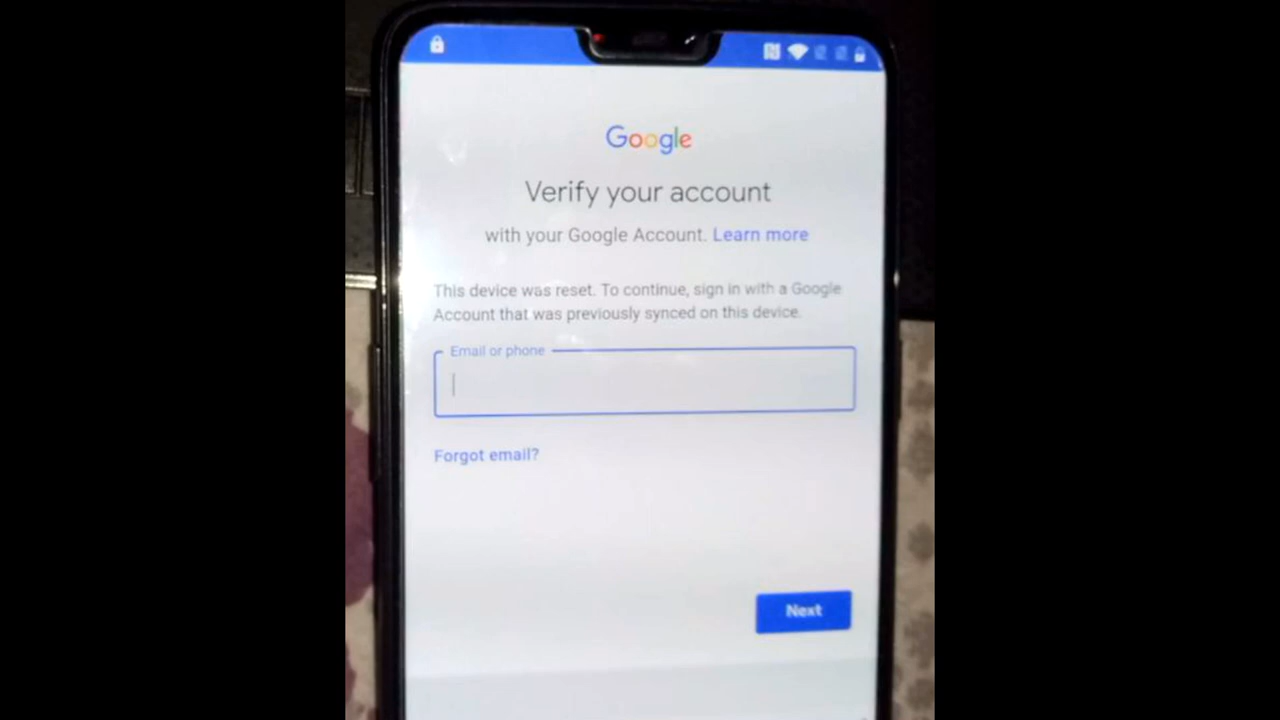 Google
Verify your account
with your Google Account. Learn more
This device was reset. To continue, sign in with a Google
Account that was previously synced on this device.
Email or phone
Forgot email?
Next